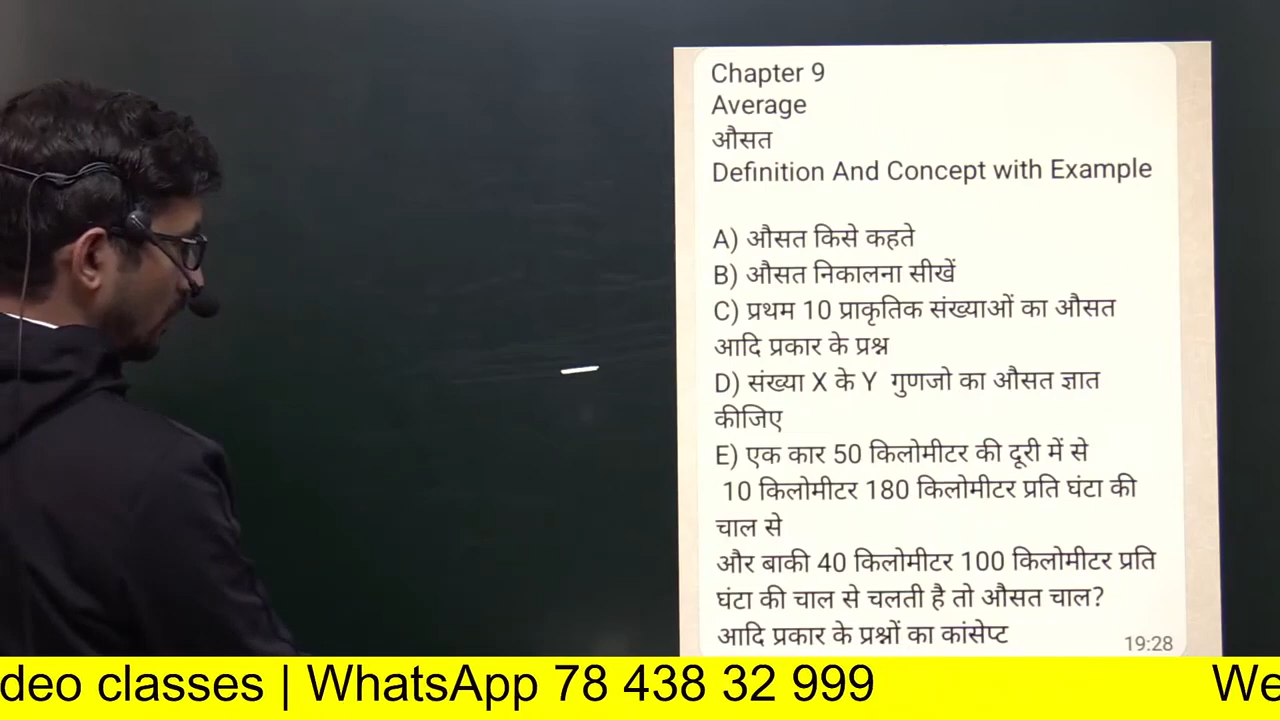 Chapter 9
Average
औसत
Definition And Concept with Example
A) औसत किसे कहते
B) औसत निकालना सीखें
C) प्रथम 10 प्राकृतिक संख्याओं का औसत
आदि प्रकार के प्रश्न
D) संख्या X के Y गुणजो का औसत ज्ञात
कीजिए
E) एक कार 50 किलोमीटर की दूरी में से
10 किलोमीटर 180 किलोमीटर प्रति घंटा की
चाल से
और बाकी 40 किलोमीटर 100 किलोमीटर प्रति
घंटा की चाल से चलती है तो औसत चाल?
आदि प्रकार के प्रश्नों का कांसेप्ट
19:28
deo classes | WhatsApp 78 438 32 999 We